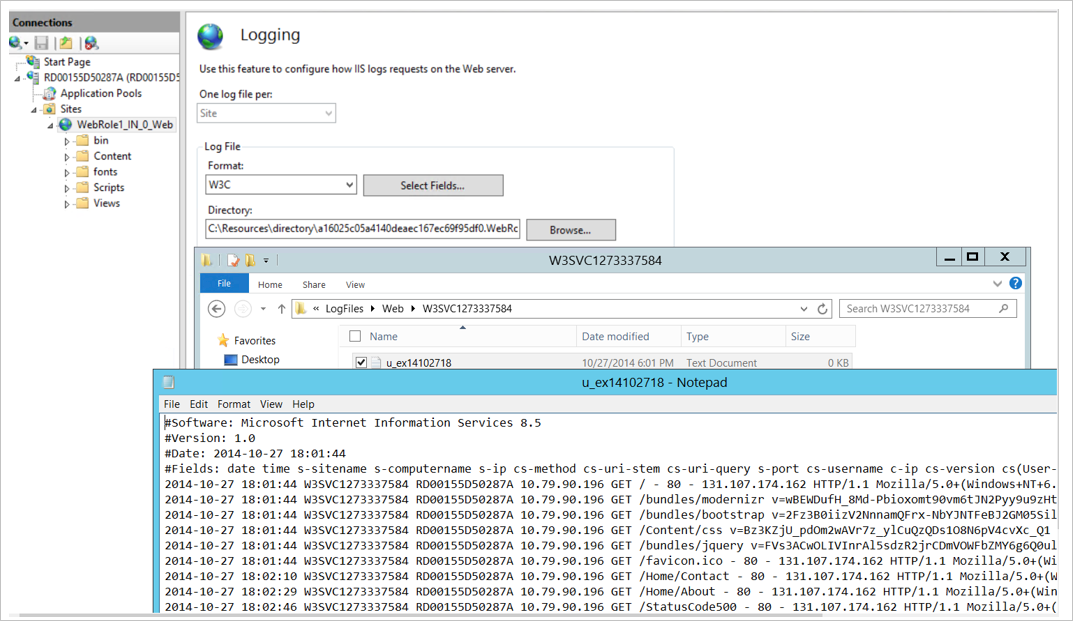 Connections
Start Page
RD00155D50287A (RD00155D5
Application Pools
Sites
WebRole1_IN_0_Web
bin
Content
fonts
Scripts
Views
Logging
Use this feature to configure how IIS logs requests on the Web server.
One log file per:
Site
Log File
Format:
W3C
Select Fields...
Directory:
C:\Resources\directory\a16025c05a4140deaec167ec69f95df0.WebRc
Browse...
W3SVC1273337584
File Home Share View
« LogFiles Web W3SVC1273337584
Search W3SVC1273337584
Favorites
Desktop
Name Date modified Type Size
u_ex14102718 10/27/2014 6:01 PM Text Document 0 KB
u_ex14102718 - Notepad
File Edit Format View Help
#Software: Microsoft Internet Information Services 8.5
#Version: 1.0
#Date: 2014-10-27 18:01:44
#Fields: date time s-sitename s-computername s-ip cs-method cs-uri-stem cs-uri-query s-port cs-username c-ip cs-version cs(User-
2014-10-27 18:01:44 W3SVC1273337584 RD00155D50287A 10.79.90.196 GET / - 80 - 131.107.174.162 HTTP/1.1 Mozilla/5.0+(Windows+NT+6.
2014-10-27 18:01:44 W3SVC1273337584 RD00155D50287A 10.79.90.196 GET /bundles/modernizr v=wBEWDufH_8Md-Pbioxomt90vm6tJN2Pyy9u9zHt
2014-10-27 18:01:44 W3SVC1273337584 RD00155D50287A 10.79.90.196 GET /bundles/bootstrap v=2Fz3B0iizV2NnnamQFrx-NbYJNTFeBJ2GM05Sil
2014-10-27 18:01:44 W3SVC1273337584 RD00155D50287A 10.79.90.196 GET /Content/css v=Bz3KZjU_pdOm2wAVr7z_ylCuQzQDs1O8N6pV4cvXc_Q1
2014-10-27 18:01:44 W3SVC1273337584 RD00155D50287A 10.79.90.196 GET /bundles/jquery v=FVs3ACwOLIVInrAl5sdzR2jrCDmVOWFbZMY6g6Q0ul
2014-10-27 18:01:44 W3SVC1273337584 RD00155D50287A 10.79.90.196 GET /favicon.ico - 80 - 131.107.174.162 HTTP/1.1 Mozilla/5.0+(Wi
2014-10-27 18:02:10 W3SVC1273337584 RD00155D50287A 10.79.90.196 GET /Home/Contact - 80 - 131.107.174.162 HTTP/1.1 Mozilla/5.0+(W
2014-10-27 18:02:29 W3SVC1273337584 RD00155D50287A 10.79.90.196 GET /Home/About - 80 - 131.107.174.162 HTTP/1.1 Mozilla/5.0+(Win
2014-10-27 18:02:46 W3SVC1273337584 RD00155D50287A 10.79.90.196 GET /StatusCode500 - 80 - 131.107.174.162 HTTP/1.1 Mozilla/5.0+(